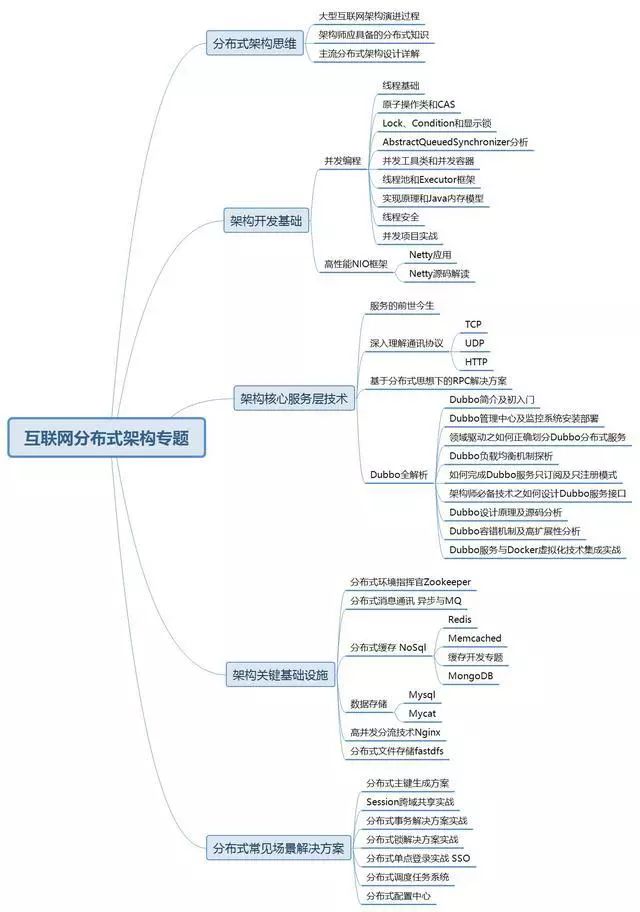 互联网分布式架构专题
分布式架构思维
大型互联网架构演进过程
架构师应具备的分布式知识
主流分布式架构设计详解
架构开发基础
并发编程
线程基础
原子操作类和CAS
Lock、Condition和显示锁
AbstractQueuedSynchronizer分析
并发工具类和并发容器
线程池和Executor框架
实现原理和Java内存模型
线程安全
并发项目实战
高性能NIO框架
Netty应用
Netty源码解读
架构核心服务层技术
服务的前世今生
深入理解通讯协议
TCP
UDP
HTTP
基于分布式思想下的RPC解决方案
Dubbo全解析
Dubbo简介及初入门
Dubbo管理中心及监控系统安装部署
领域驱动之如何正确划分Dubbo分布式服务
Dubbo负载均衡机制探析
如何完成Dubbo服务只订阅及只注册模式
架构师必备技术之如何设计Dubbo服务接口
Dubbo设计原理及源码分析
Dubbo容错机制及高扩展性分析
Dubbo服务与Docker虚拟化技术集成实战
架构关键基础设施
分布式环境指挥官Zookeeper
分布式消息通讯 异步与MQ
分布式缓存 NoSql
Redis
Memcached
缓存开发专题
MongoDB
数据存储
Mysql
Mycat
高并发分流技术Nginx
分布式文件存储fastdfs
分布式常见场景解决方案
分布式主键生成方案
Session跨域共享实战
分布式事务解决方案实战
分布式锁解决方案实战
分布式单点登录实战 SSO
分布式调度任务系统
分布式配置中心